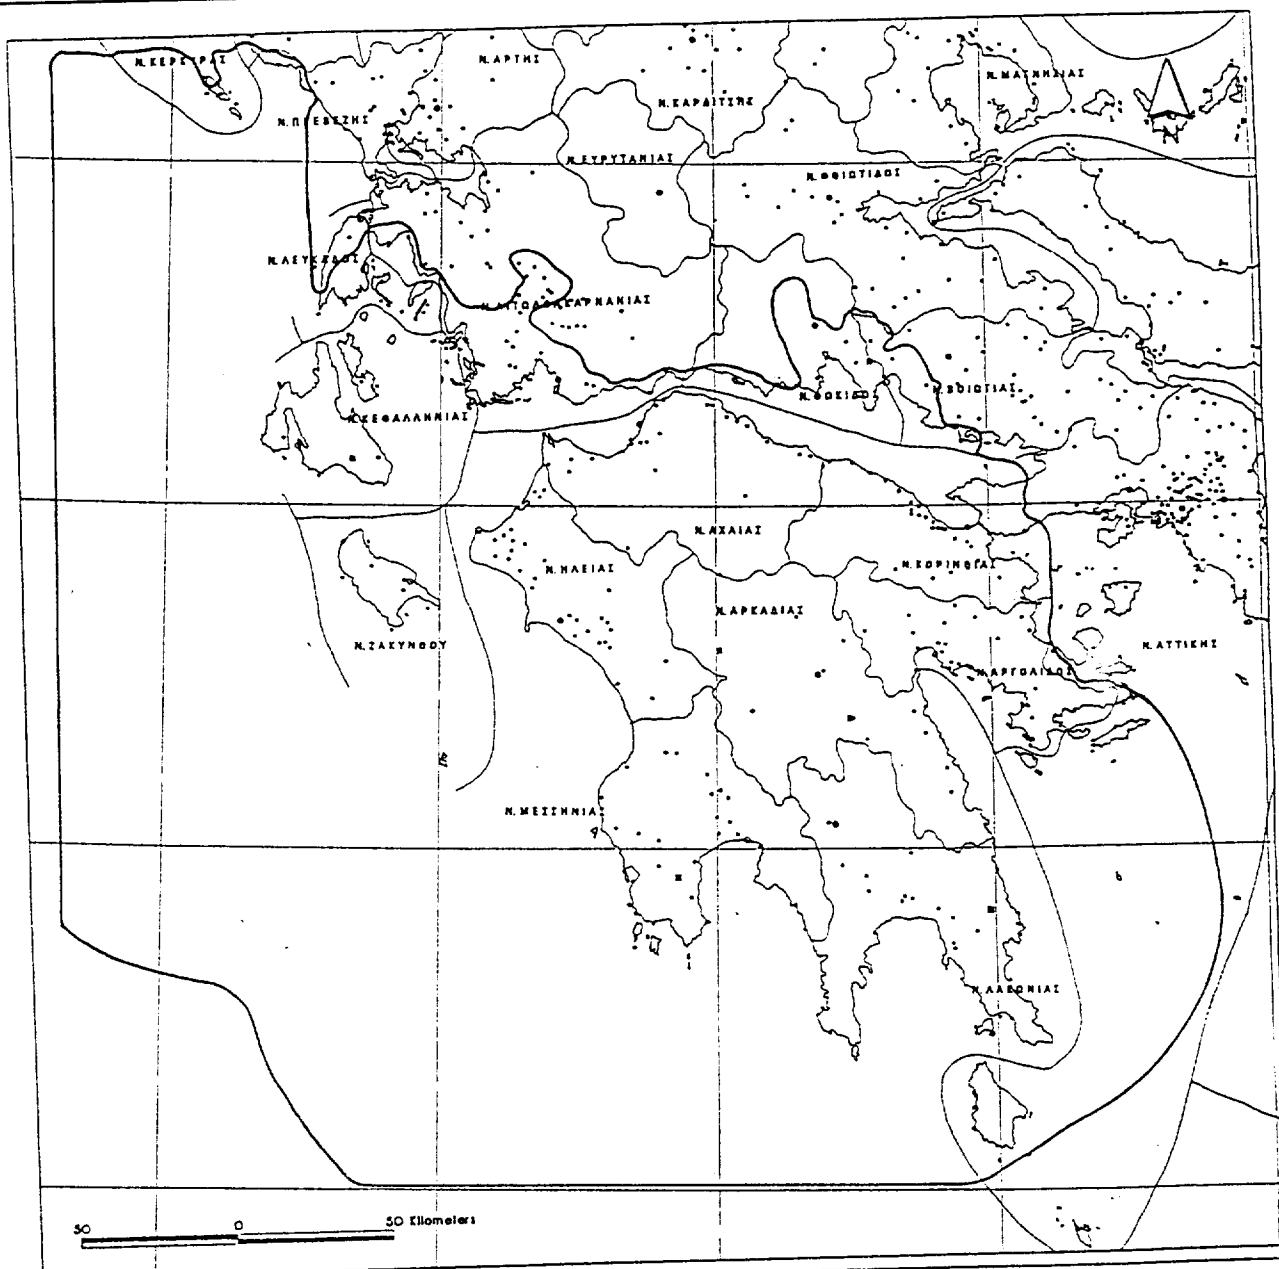 Ν.ΚΕΡΚΥΡΑΣ
Ν.ΑΡΤΗΣ
Ν.ΜΑΓΝΗΣΙΑΣ
Ν.ΚΑΡΔΙΤΣΗΣ
Ν.ΠΡΕΒΕΖΗΣ
Ν.ΕΥΡΥΤΑΝΙΑΣ
Ν.ΦΘΙΩΤΙΔΟΣ
Ν.ΛΕΥΚΑΔΟΣ
Ν.ΑΙΤΩΛΟΑΚΑΡΝΑΝΙΑΣ
Ν.ΦΩΚΙΔΟΣ
Ν.ΒΟΙΩΤΙΑΣ
Ν.ΚΕΦΑΛΛΗΝΙΑΣ
Ν.ΑΧΑΙΑΣ
Ν.ΗΛΕΙΑΣ
Ν.ΚΟΡΙΝΘΙΑΣ
Ν.ΑΡΚΑΔΙΑΣ
Ν.ΖΑΚΥΝΘΟΥ
Ν.ΑΤΤΙΚΗΣ
Ν.ΑΡΓΟΛΙΔΟΣ
Ν.ΜΕΣΣΗΝΙΑΣ
Ν.ΛΑΚΩΝΙΑΣ
50 0 50 Kilometers